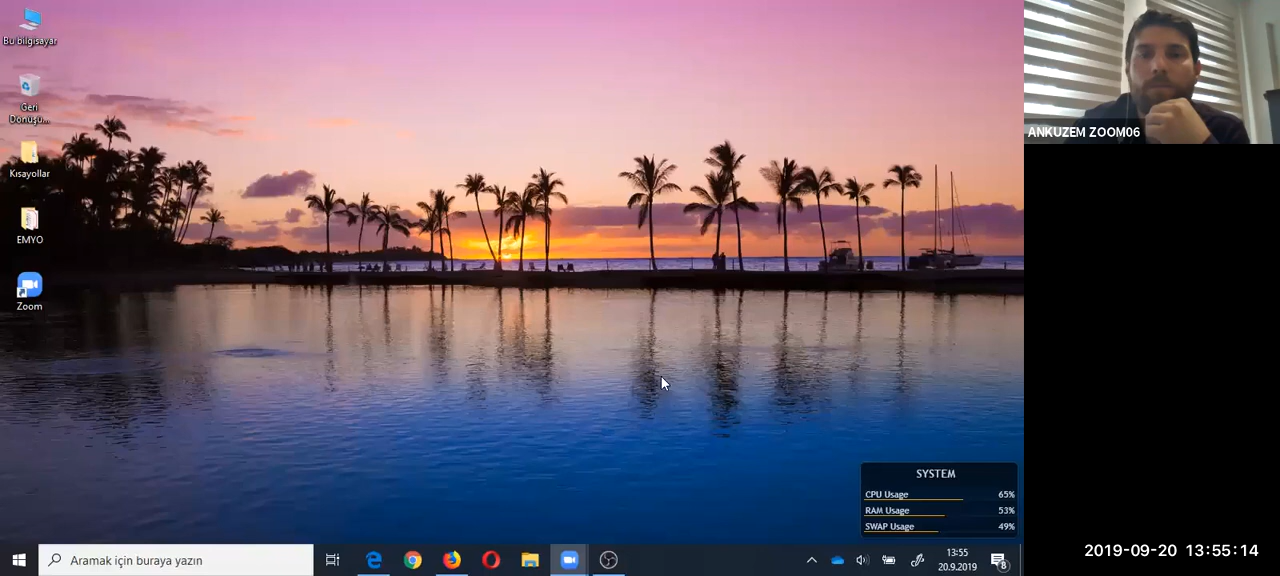 Bu bilgisayar
Geri
Dönüşü...
Kısayollar
EMYO
Zoom
ANKUZEM ZOOM06
SYSTEM
CPU Usage 65%
RAM Usage 53%
SWAP Usage 49%
Aramak için buraya yazın
13:55
20.9.2019
8
2019-09-20 13:55:14